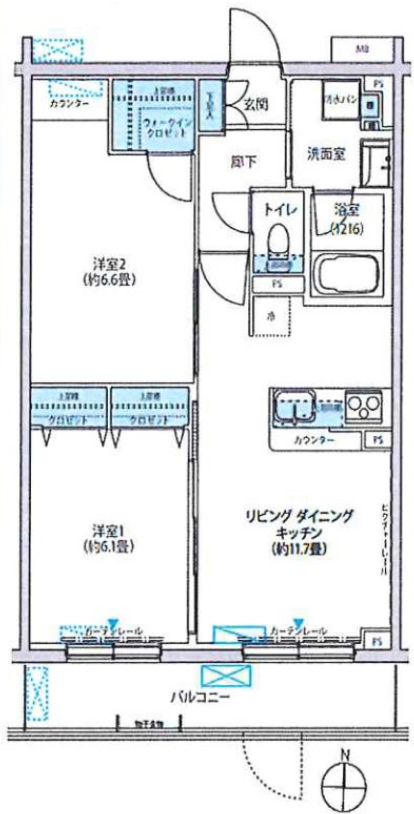 MB
カウンター
上部棚
ウォークイン
クロゼット
下足入
玄関
PS
防水パン
洗面室
廊下
トイレ
浴室
(1216)
洋室2
(約6.6畳)
PS
冷
上部棚
上部棚
クロゼット
クロゼット
カウンター
PS
洋室1
(約6.1畳)
リビング ダイニング
キッチン
(約11.7畳)
ピクチャーレール
カーテンレール
カーテンレール
PS
バルコニー
物干金物
N